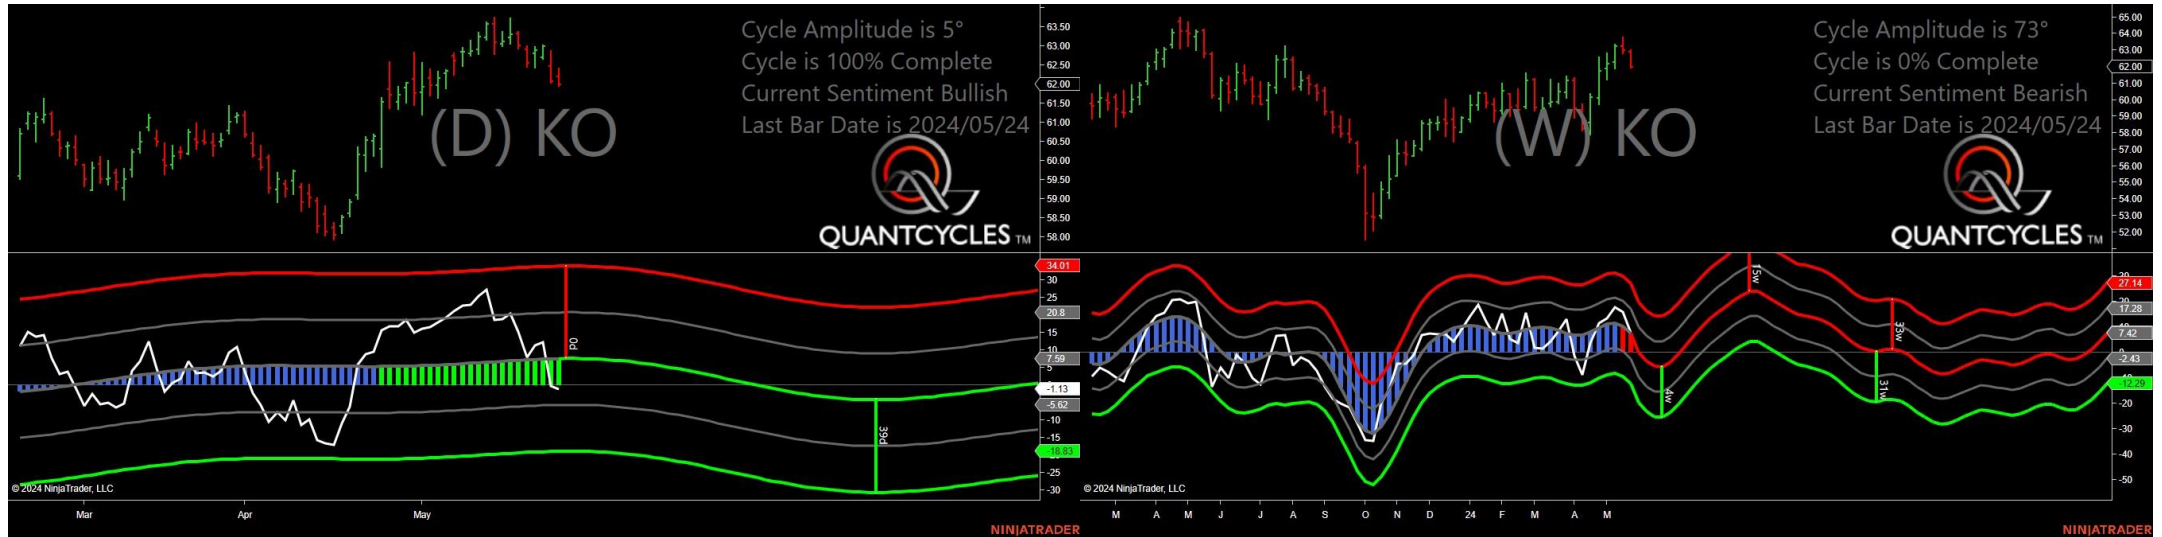 Cycle Amplitude is 5°
Cycle is 100% Complete
Current Sentiment Bullish
Last Bar Date is 2024/05/24
(D) KO
QUANTCYCLES TM
63.50
63.00
62.50
62.00
61.50
61.00
60.50
60.00
59.50
59.00
58.50
58.00
34.01
30
25
20.8
15
10
7.59
5
-1.13
-5.62
-10
-15
-18.83
-25
-30
0d
39d
© 2024 NinjaTrader, LLC
Mar Apr May
NINJATRADER
Cycle Amplitude is 73°
Cycle is 0% Complete
Current Sentiment Bearish
Last Bar Date is 2024/05/24
(W) KO
QUANTCYCLES TM
65.00
64.00
63.00
62.00
61.00
60.00
59.00
58.00
57.00
56.00
55.00
54.00
53.00
52.00
27.14
17.28
7.42
-2.43
-12.29
-20
-30
-40
-50
4w
15w
31w
33w
© 2024 NinjaTrader, LLC
M A M J J A S O N D 24 F M A M
NINJATRADER